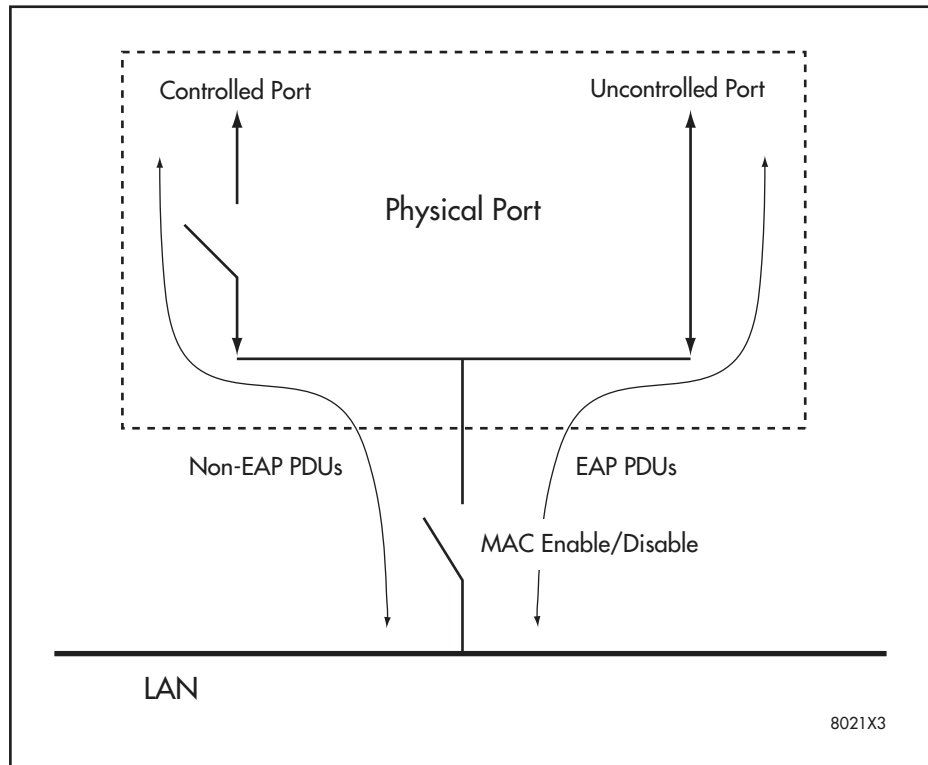 Controlled Port
Uncontrolled Port
Physical Port
Non-EAP PDUs
EAP PDUs
MAC Enable/Disable
LAN
8021X3